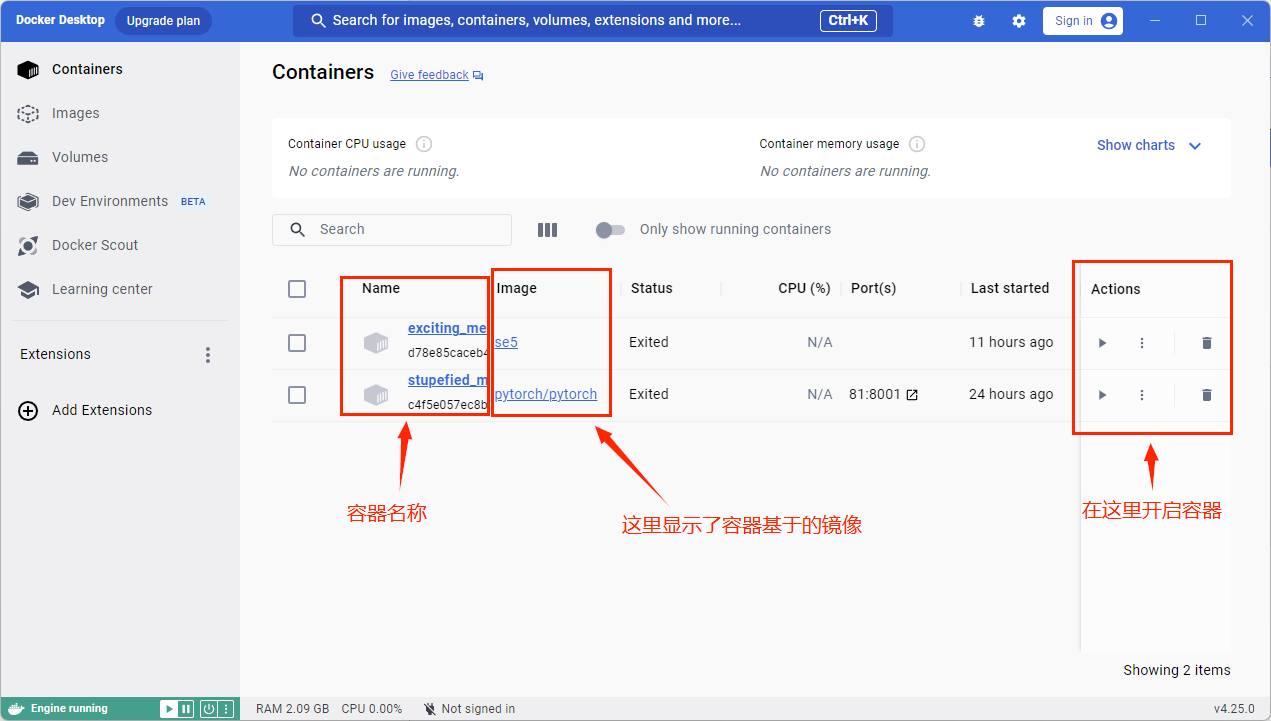 Docker Desktop Upgrade plan Search for images, containers, volumes, extensions and more... Ctrl+K Sign in
Containers
Images
Volumes
Dev Environments BETA
Docker Scout
Learning center
Extensions
Add Extensions
Containers Give feedback
Container CPU usage
No containers are running.
Container memory usage
No containers are running.
Show charts
Search Only show running containers
Name Image Status CPU (%) Port(s) Last started Actions
exciting_me
d78e85caceb4
se5 Exited N/A 11 hours ago
stupefied_m
c4f5e057ec8b
pytorch/pytorch Exited N/A 81:8001 24 hours ago
容器名称
这里显示了容器基于的镜像
在这里开启容器
Showing 2 items
Engine running RAM 2.09 GB CPU 0.00% Not signed in v4.25.0